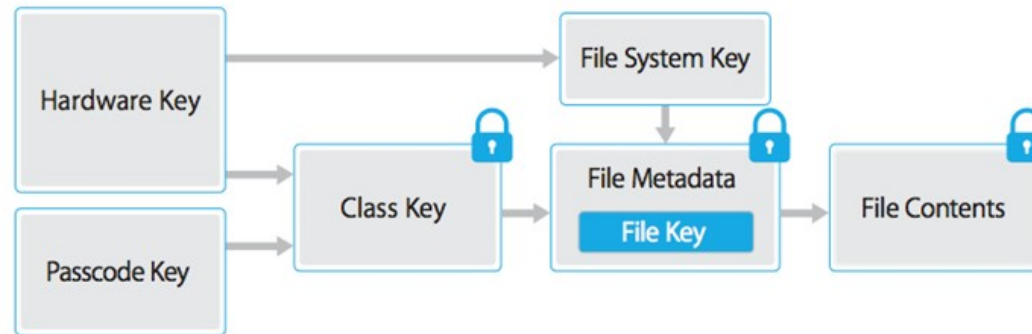 File System Key
Hardware Key
File Metadata
Class Key
File Contents
File Key
Passcode Key